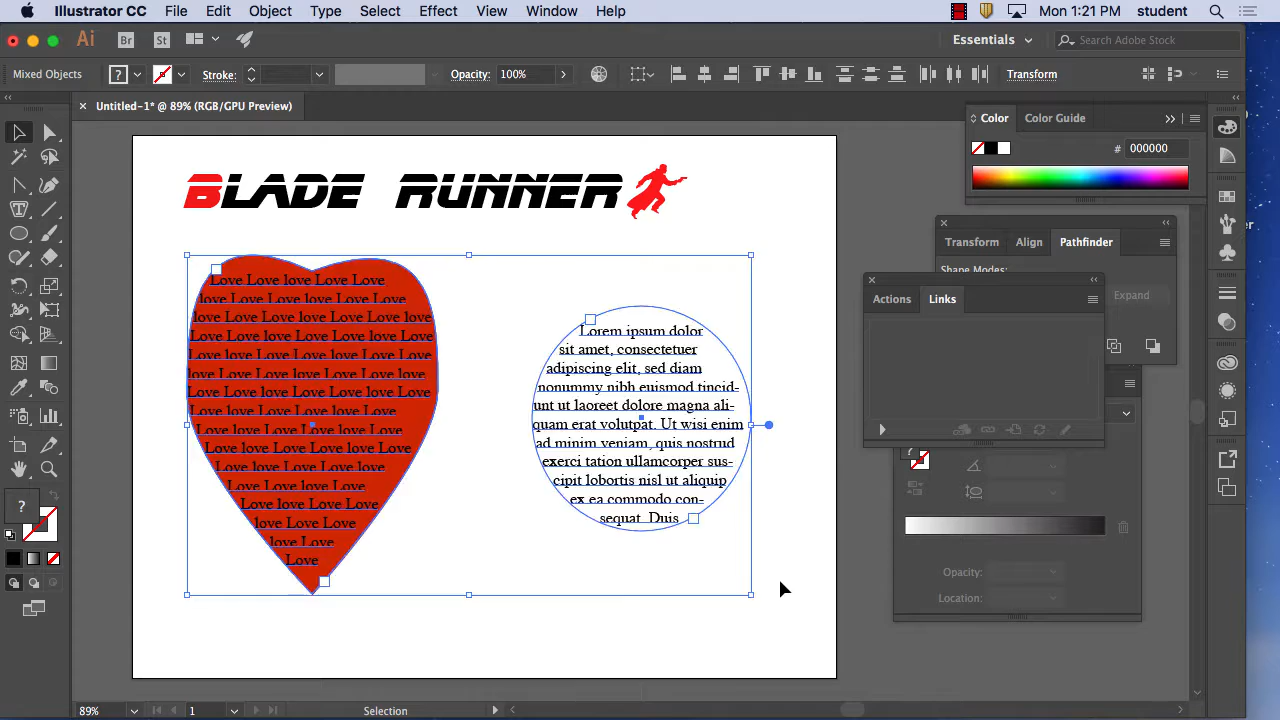 Illustrator CC File Edit Object Type Select Effect View Window Help Mon 1:21 PM student
Ai Br St Essentials Search Adobe Stock
Mixed Objects ? Stroke: Opacity: 100% Transform
Untitled-1* @ 89% (RGB/GPU Preview)
Color Color Guide
# 000000
BLADE RUNNER
Transform Align Pathfinder
Shape Modes:
Expand
Actions Links
Love Love love Love Love
love Love Love love Love Love
love Love Love love Love Love love
Love love Love Love love Love Love
Love love Love Love love Love Love
love Love Love love Love Love love
Love Love love Love Love love Love
Love love Love Love love Love
Love love Love Love love Love
Love love Love Love love Love
Love love Love Love love
Love love Love Love
love Love Love Love
love Love Love
love Love Love
Love
Lorem ipsum dolor
sit amet, consectetuer
adipiscing elit, sed diam
nonummy nibh euismod tincid-
unt ut laoreet dolore magna ali-
quam erat volutpat. Ut wisi enim
ad minim veniam, quis nostrud
exerci tation ullamcorper sus-
cipit lobortis nisl ut aliquip
ex ea commodo con-
sequat. Duis
?
Opacity:
Location:
89% 1 Selection